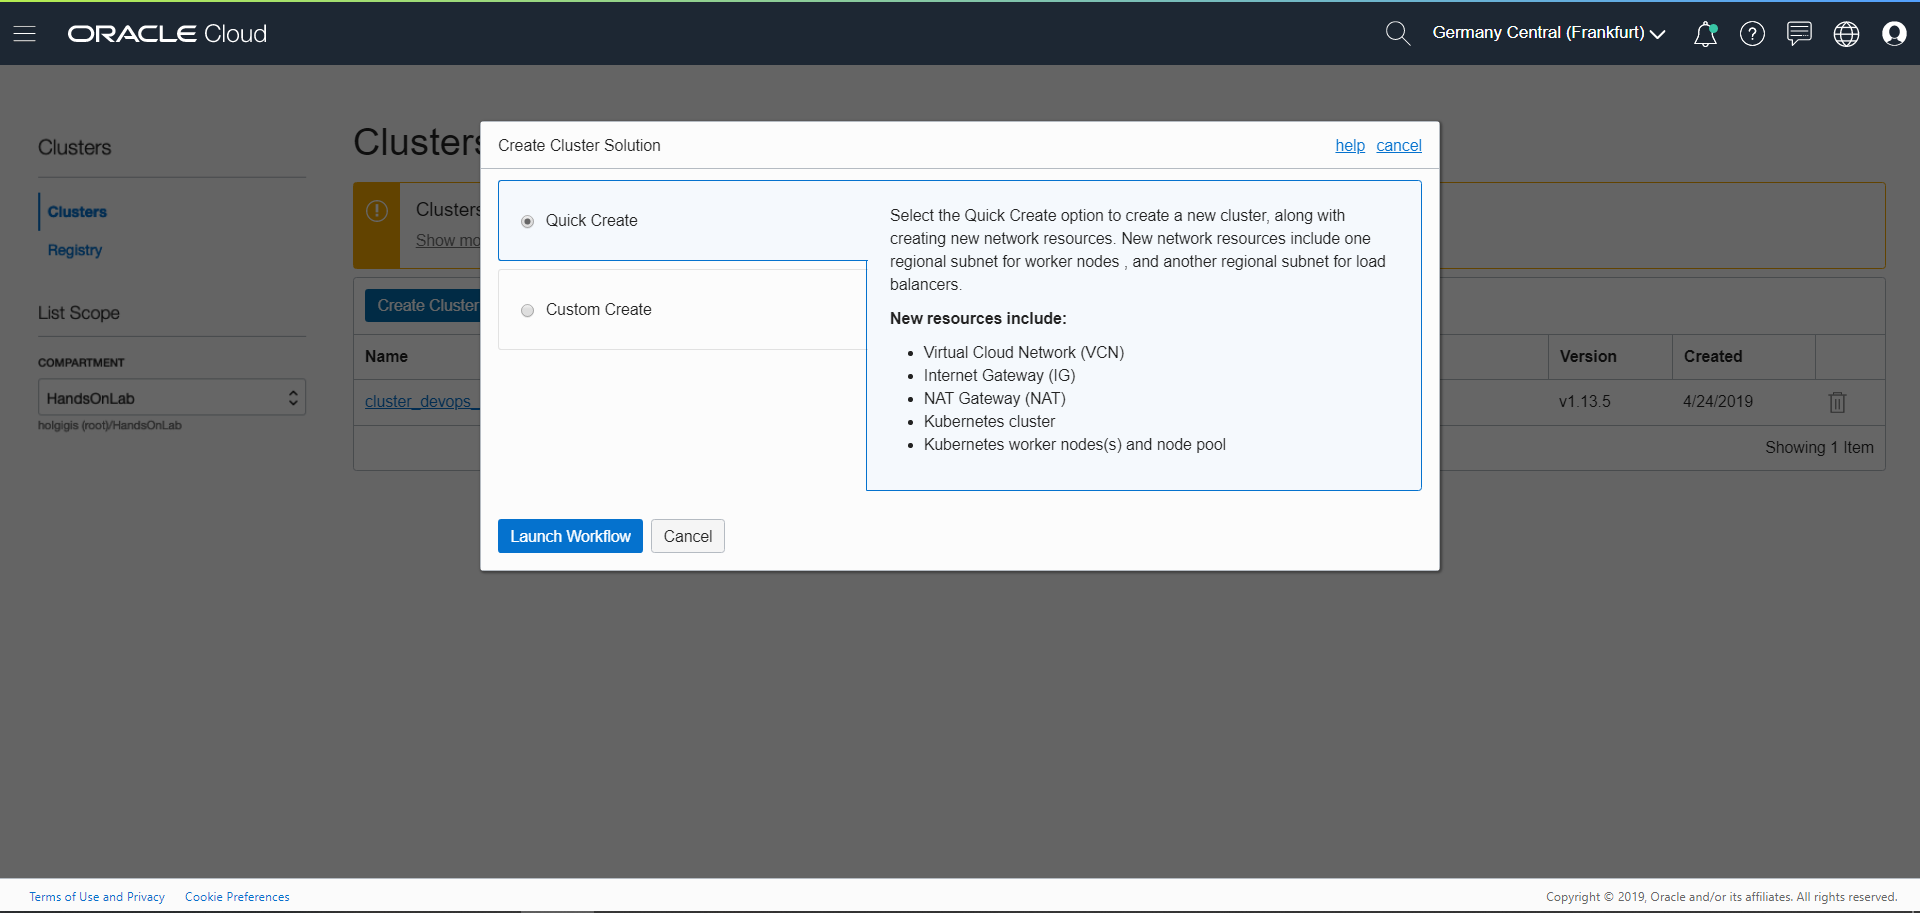 ORACLE Cloud
Germany Central (Frankfurt)
Clusters
Clusters
Registry
List Scope
COMPARTMENT
HandsOnLab
holgigis (root)/HandsOnLab
Clusters
Clusters
Show mo
Create Cluster
Name
Version
Created
cluster_devops_
v1.13.5
4/24/2019
Showing 1 Item
Create Cluster Solution
help
cancel
Quick Create
Custom Create
Select the Quick Create option to create a new cluster, along with
creating new network resources. New network resources include one
regional subnet for worker nodes , and another regional subnet for load
balancers.
New resources include:
• Virtual Cloud Network (VCN)
• Internet Gateway (IG)
• NAT Gateway (NAT)
• Kubernetes cluster
• Kubernetes worker nodes(s) and node pool
Launch Workflow
Cancel
Terms of Use and Privacy
Cookie Preferences
Copyright © 2019, Oracle and/or its affiliates. All rights reserved.